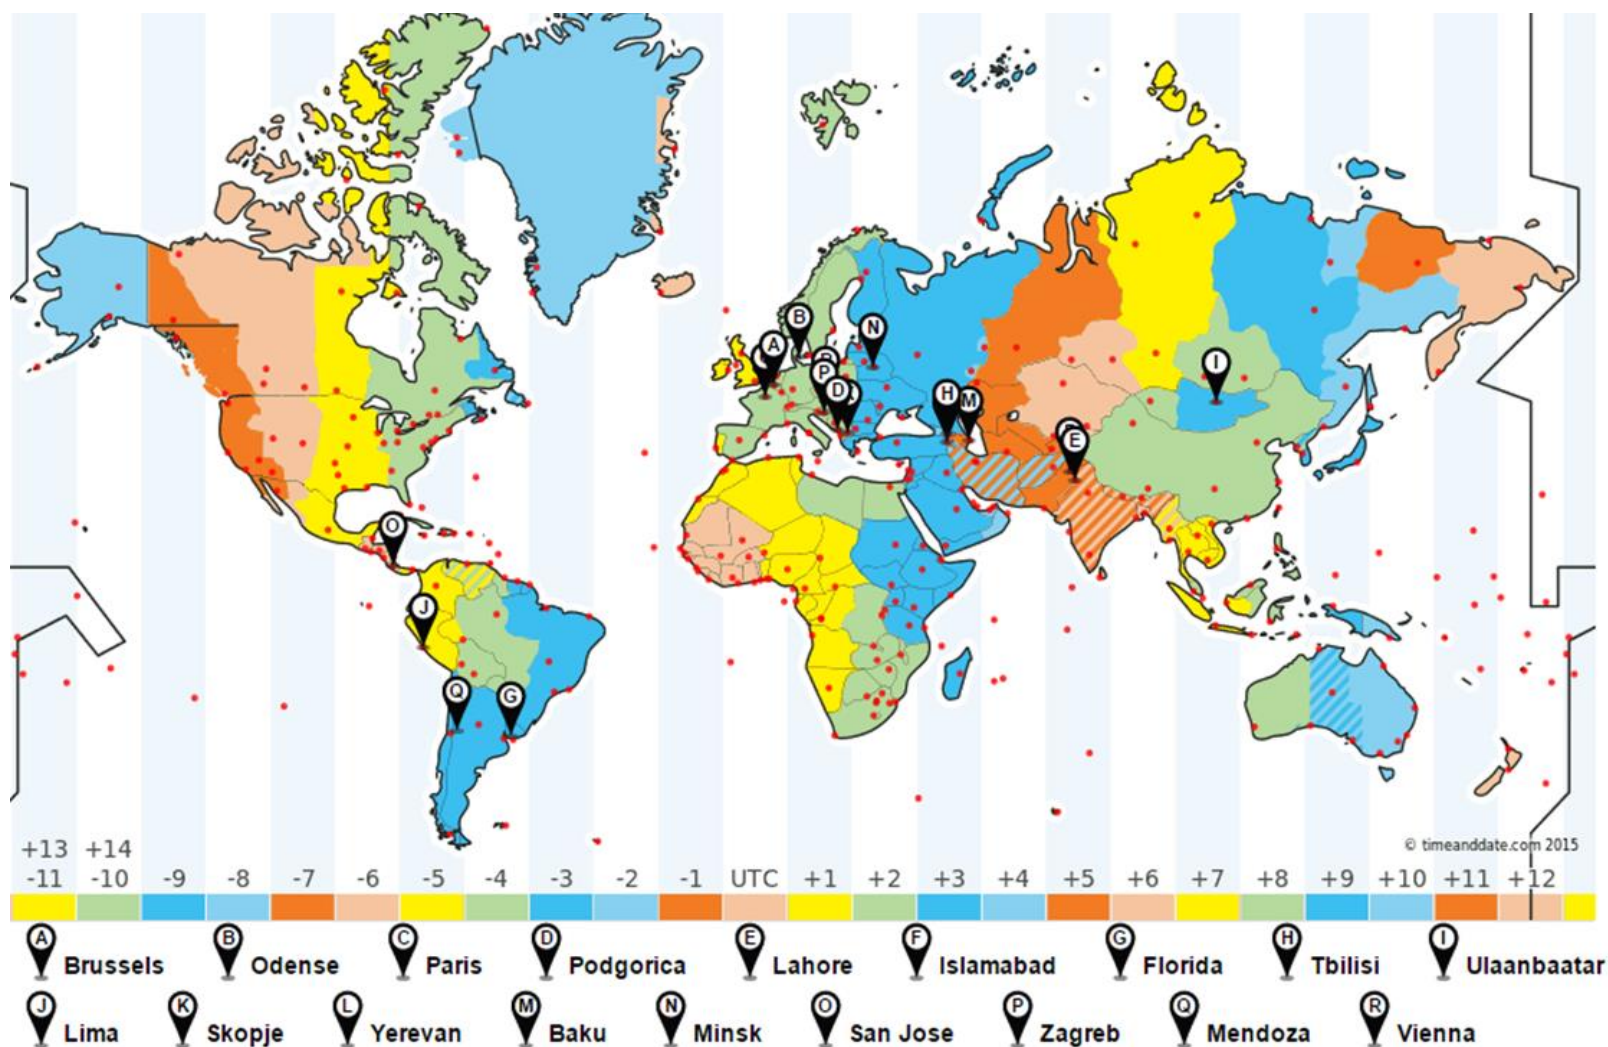 B
A
N
P
D
H
M
I
E
O
J
Q
G
© timeanddate.com 2015
+13 +14
-11 -10 -9 -8 -7 -6 -5 -4 -3 -2 -1 UTC +1 +2 +3 +4 +5 +6 +7 +8 +9 +10 +11 +12
A Brussels B Odense C Paris D Podgorica E Lahore F Islamabad G Florida H Tbilisi I Ulaanbaatar
J Lima K Skopje L Yerevan M Baku N Minsk O San Jose P Zagreb Q Mendoza R Vienna